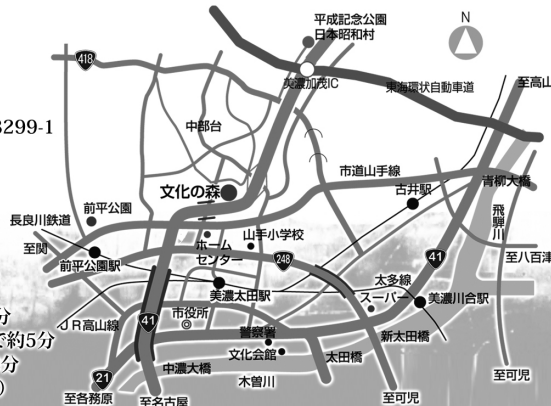 平成記念公園
日本昭和村
N
418
美濃加茂IC
東海環状自動車道
至高山
3299-1
中部台
市道山手線
青柳大橋
文化の森
古井駅
長良川鉄道
前平公園
飛騨川
山手小学校
ホーム
センター
至関
前平公園駅
248
41
至八百津
太多線
美濃太田駅
スーパー
美濃川合駅
分
で約5分
分
)
JR高山線
市役所
41
警察署
新太田橋
文化会館
太田橋
中濃大橋
21
木曽川
至可児
至各務原
至名古屋
至可児